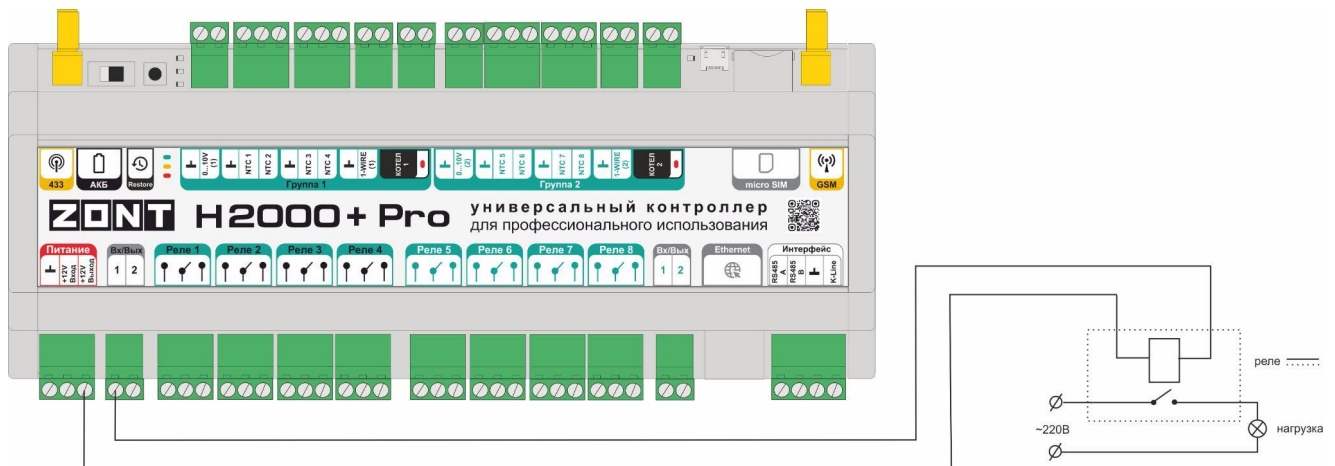 433
АКБ
Restore
0...10V (1)
NTC 1
NTC 2
NTC 3
NTC 4
1-WIRE (1)
КОТЕЛ 1
Группа 1
0...10V (2)
NTC 5
NTC 6
NTC 7
NTC 8
1-WIRE (2)
КОТЕЛ 2
Группа 2
micro SIM
GSM
ZONT H2000+ Pro
универсальный контроллер
для профессионального использования
Питание
+12V Вход
+12V Выход
Вх/Вых
1 2
Реле 1
Реле 2
Реле 3
Реле 4
Реле 5
Реле 6
Реле 7
Реле 8
Вх/Вых
1 2
Ethernet
Интерфейс
RS485 A
RS485 B
K-Line
реле
~220В
нагрузка